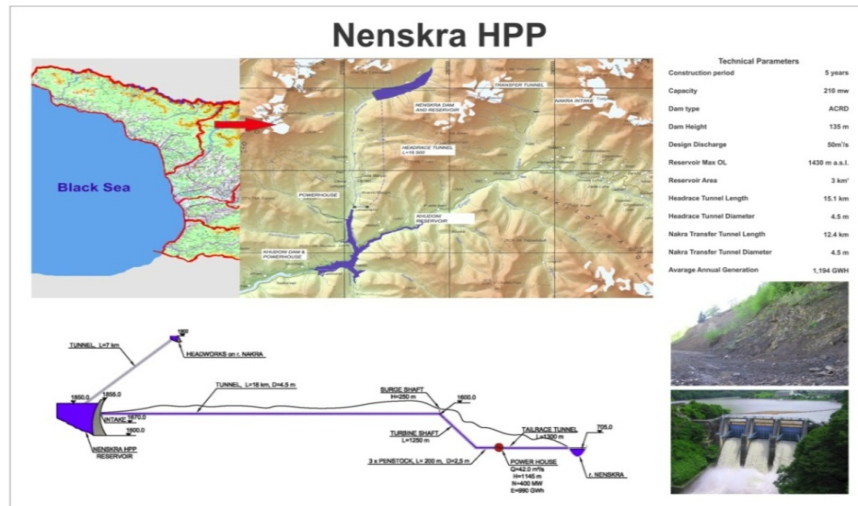 Nenskra HPP
Black Sea
NENSKRA DAM
AND RESERVOIR
TRANSFER TUNNEL
NAKRA INTAKE
HEADRACE TUNNEL
POWERHOUSE
KHUDONI
RESERVOIR
KHUDONI DAM &
POWERHOUSE
Technical Parameters
Construction period 5 years
Capacity 210 mw
Dam type ACRD
Dam Height 135 m
Design Discharge 50m³/s
Reservoir Max OL 1430 m a.s.l.
Reservoir Area 3 km²
Headrace Tunnel Length 15.1 km
Headrace Tunnel Diameter 4.5 m
Nakra Transfer Tunnel Length 12.4 km
Nakra Transfer Tunnel Diameter 4.5 m
Avarage Annual Generation 1,194 GWH
TUNNEL, L=7 km
HEADWORKS on r. NAKRA
TUNNEL, L=18 km, D=4.5 m
SURGE SHAFT
H=250 m
1850.0
1855.0
INTAKE
1870.0
1800.0
1600.0
NENSKRA HPP
RESERVOIR
TURBINE SHAFT
L=1250 m
TAILRACE TUNNEL
L=1300 m
705.0
3 x PENSTOCK, L= 200 m, D=2,5 m
POWER HOUSE
Q=42.0 m³/s
H=1145 m
N=400 MW
E=990 GWh
r. NENSKRA